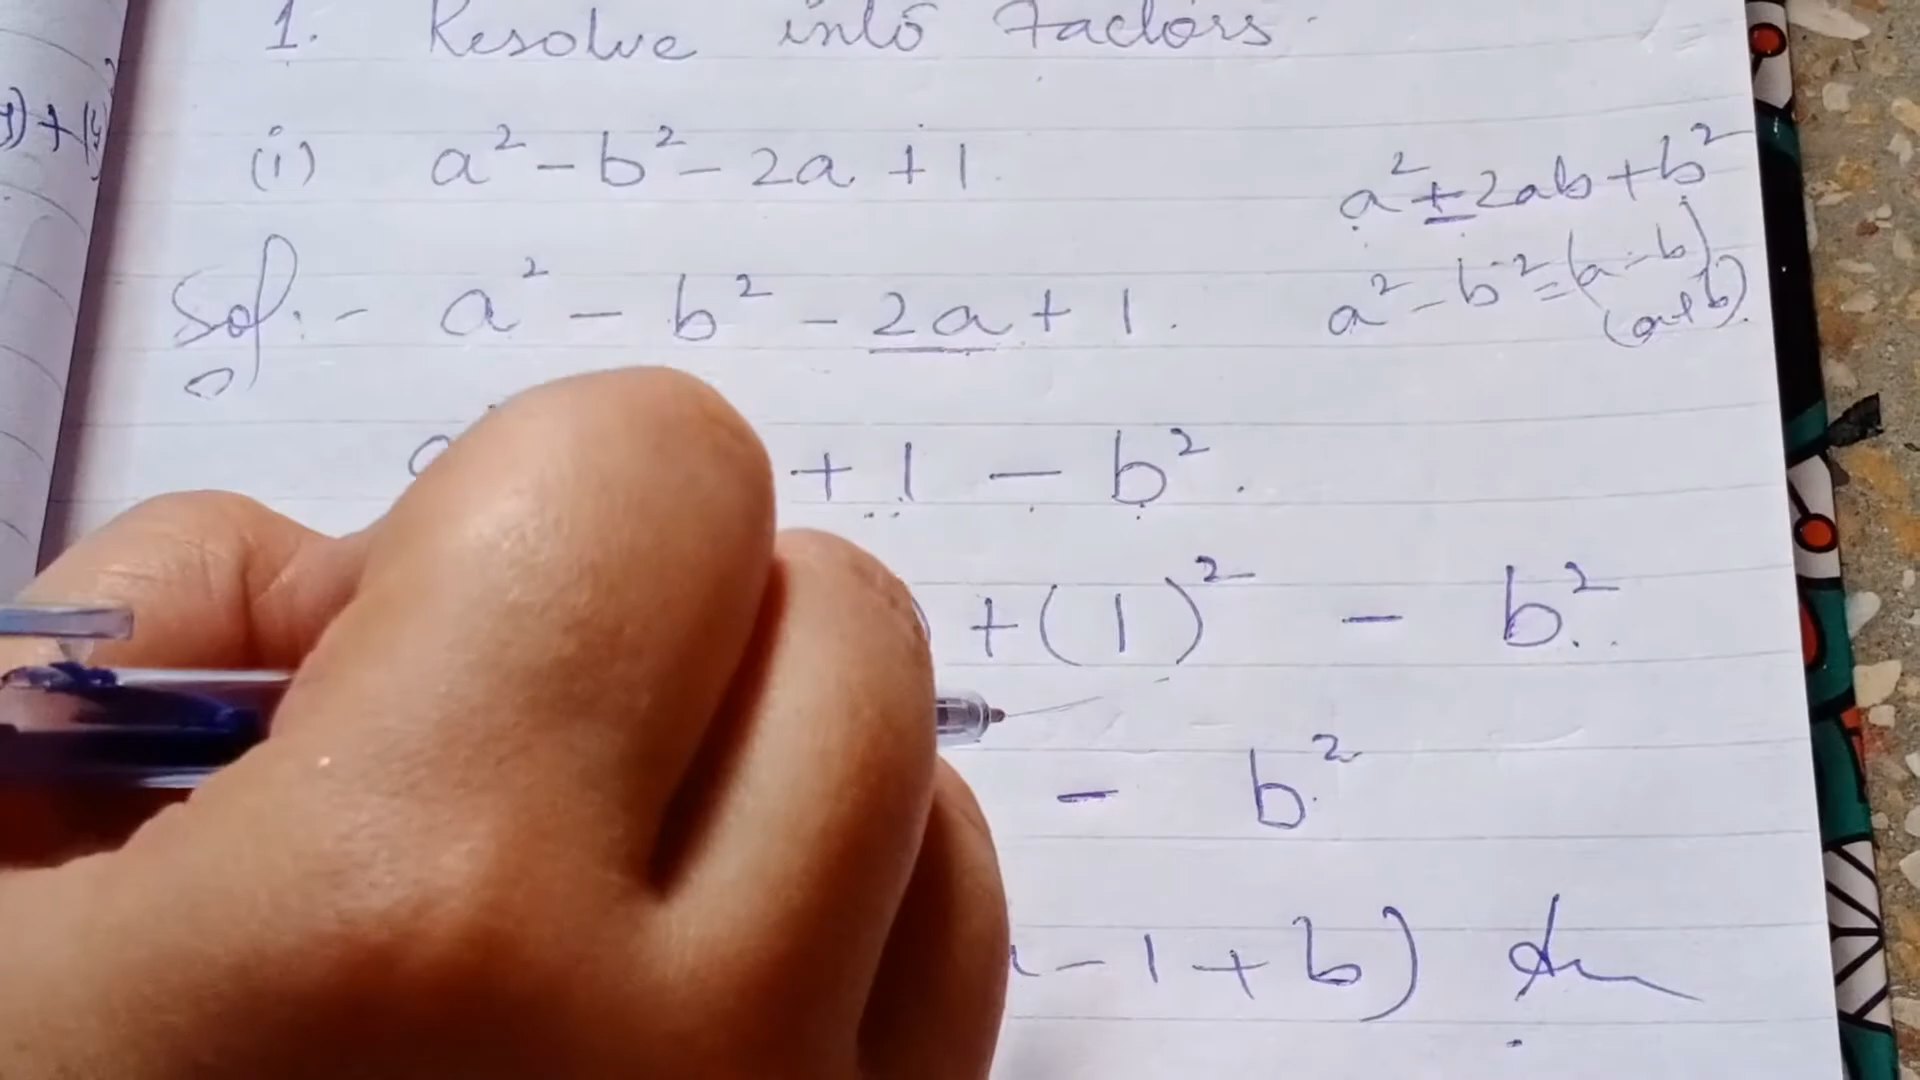 1. Resolve into Factors.
(i) a² - b² - 2a + 1.
a² ± 2ab + b²
Sol:- a² - b² - 2a + 1.
a² - b² = (a - b)
(a+b).
+ 1 - b².
) + (1)² - b².
- b²
- 1 + b) Ans